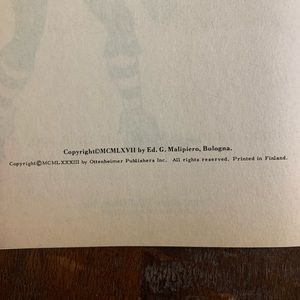 Copyright©MCMLXVII by Ed. G. Malipiero, Bologna.
Copyright©MCMLXXXIII by Ottenheimer Publishers Inc. All rights reserved. Printed in Finland.